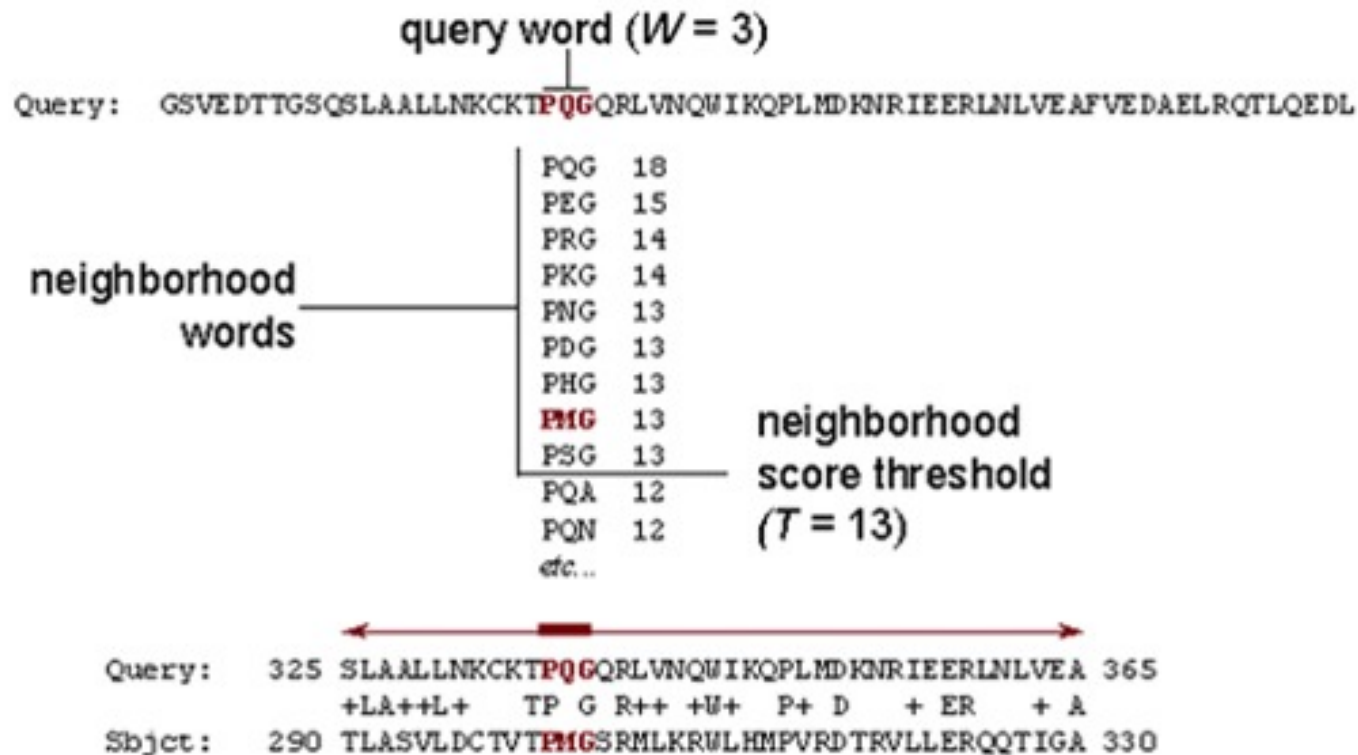 query word (W = 3)
Query: GSVEDTTGSQSLAALLNKCKTPQGQRLVNQWIKQPLMDKNRIEERLNLVEAFVEDAELRQTLQEDL
PQG 18
PEG 15
PRG 14
PKG 14
PNG 13
PDG 13
PHG 13
PMG 13
PSG 13
PQA 12
PQN 12
etc...
neighborhood
words
neighborhood
score threshold
(T = 13)
Query: 325 SLAALLNKCKTPQGQRLVNQWIKQPLMDKNRIEERLNLVEA 365
+LA++L+ TP G R++ +W+ P+ D + ER + A
Sbjct: 290 TLASVLDCTVTPMGSRMLKRWLHMPVRDTRVLLERQQTIGA 330